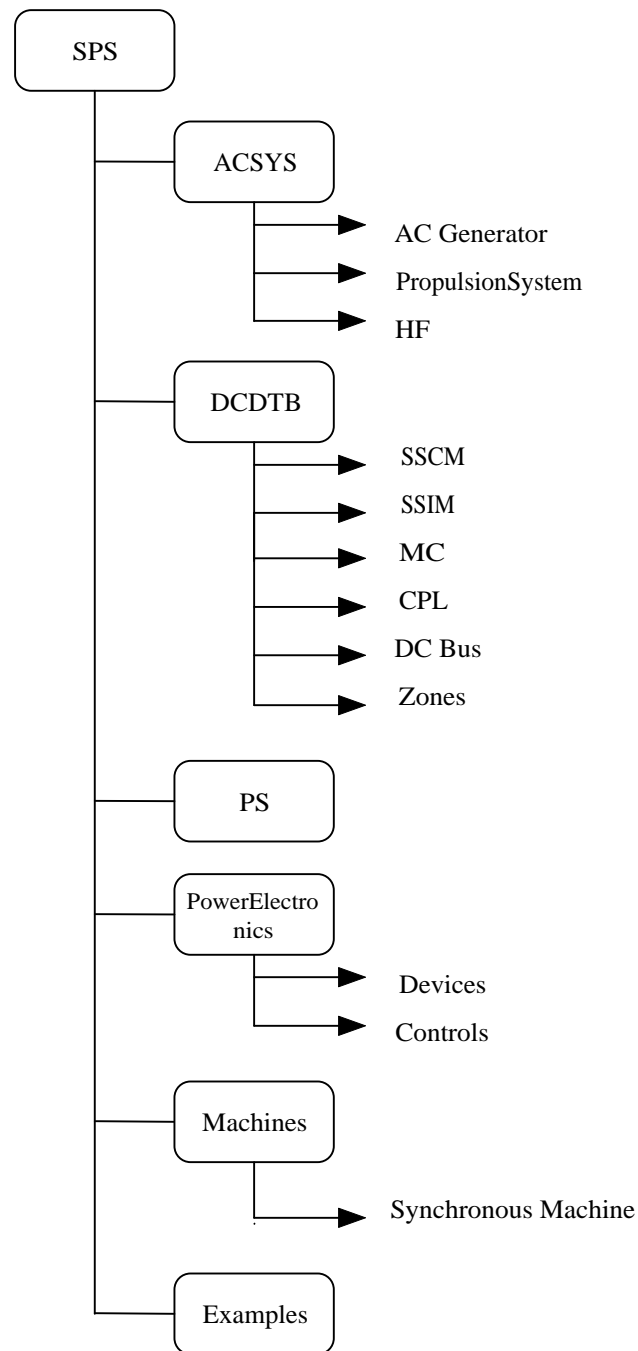 SPS
ACSYS
AC Generator
PropulsionSystem
HF
DCDTB
SSCM
SSIM
MC
CPL
DC Bus
Zones
PS
PowerElectro
nics
Devices
Controls
Machines
Synchronous Machine
Examples